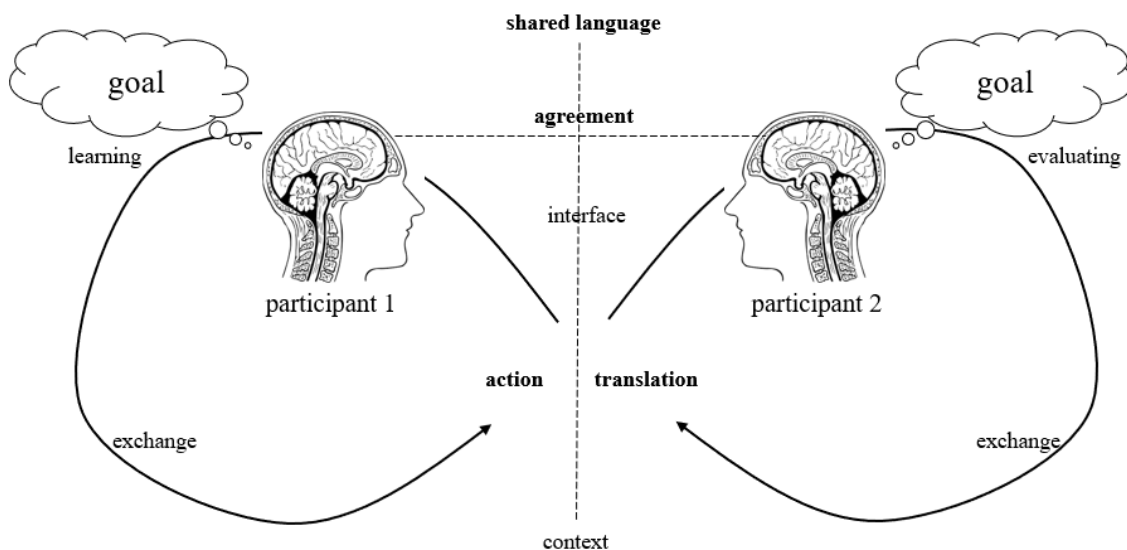 shared language
goal
goal
agreement
learning
evaluating
interface
participant 1
participant 2
action
translation
exchange
exchange
context